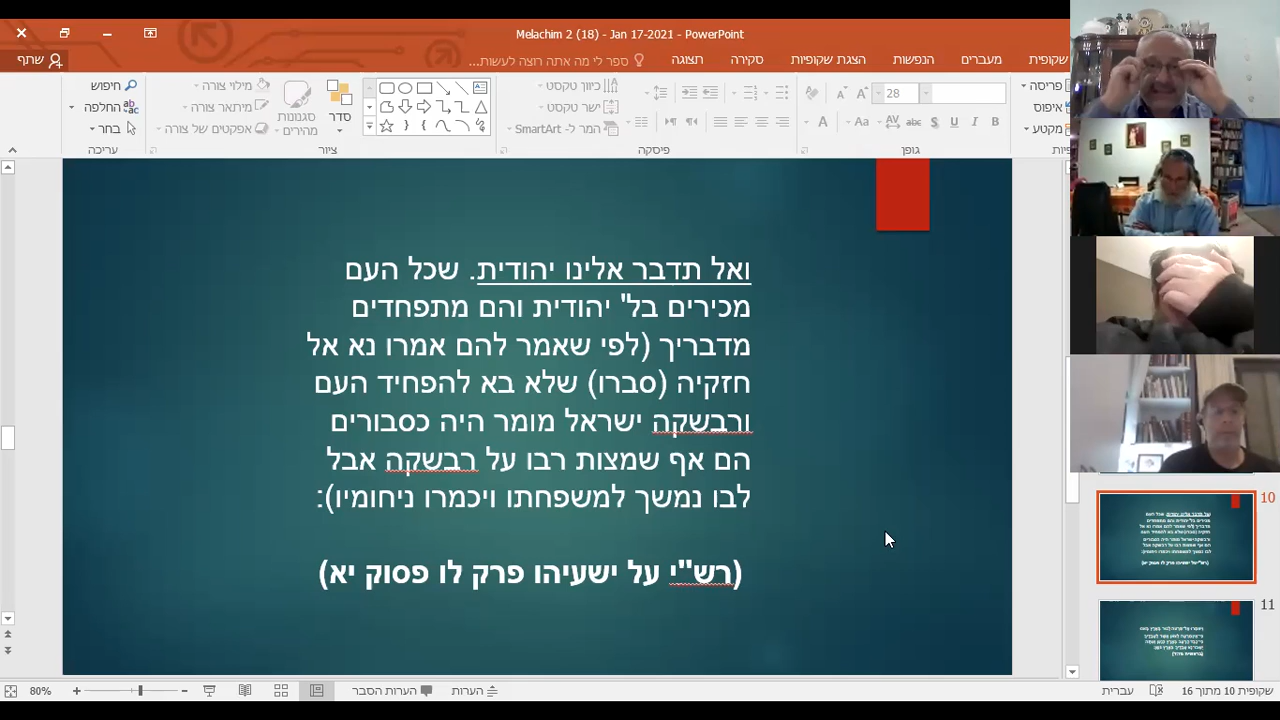 Melachim 2 (18) - Jan 17-2021 - PowerPoint
שקופית
מעברים
הנפשות
הצגת שקופיות
סקירה
תצוגה
ספר לי מה אתה רוצה לעשות...
שתף
פריסה
איפוס
מקטע
28
גופן
כיוון טקסט
ישר טקסט
המר ל- SmartArt
פיסקה
סדר
סגנונות מהירים
מילוי צורה
מיתאר צורה
אפקטים של צורה
ציור
חיפוש
החלפה
בחר
עריכה
ואל תדבר אלינו יהודית. שכל העם
מכירים בל' יהודית והם מתפחדים
מדבריך (לפי שאמר להם אמרו נא אל
חזקיה (סברו) שלא בא להפחיד העם
ורבשקה ישראל מומר היה כסבורים
הם אף שמצות רבו על רבשקה אבל
לבו נמשך למשפחתו ויכמרו ניחומיו):
(רש"י על ישעיהו פרק לו פסוק יא)
10
11
שקופית 10 מתוך 16
עברית
הערות
הערות הסבר
80%